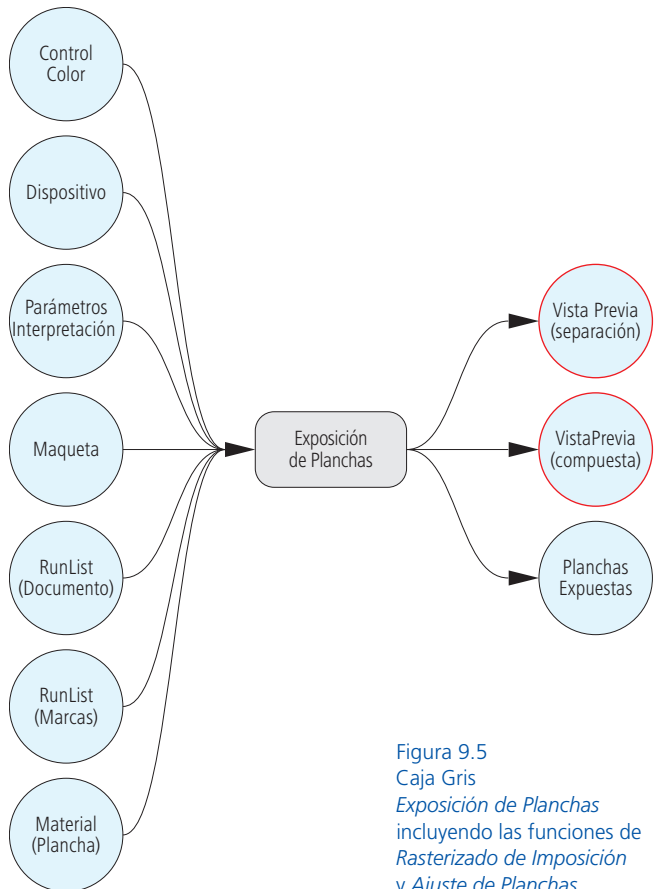 Control
Color
Dispositivo
Parámetros
Interpretación
Maqueta
RunList
(Documento)
RunList
(Marcas)
Material
(Plancha)
Exposición
de Planchas
Vista Previa
(separación)
VistaPrevia
(compuesta)
Planchas
Expuestas
Figura 9.5
Caja Gris
Exposición de Planchas
incluyendo las funciones de
Rasterizado de Imposición
y Ajuste de Planchas